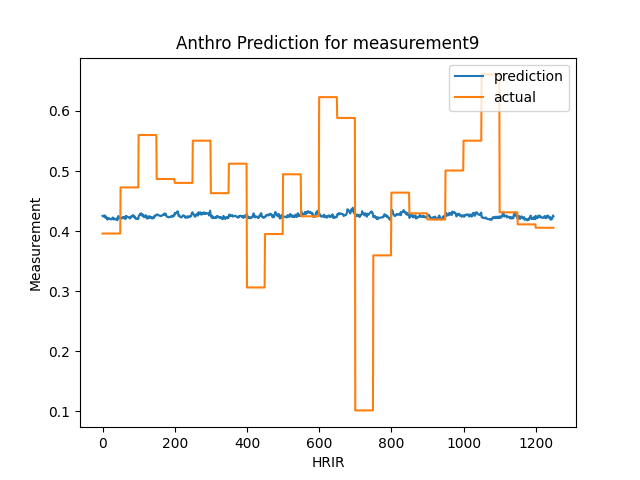 Anthro Prediction for measurement9
prediction
actual
Measurement
0.6
0.5
0.4
0.3
0.2
0.1
0 200 400 600 800 1000 1200
HRIR